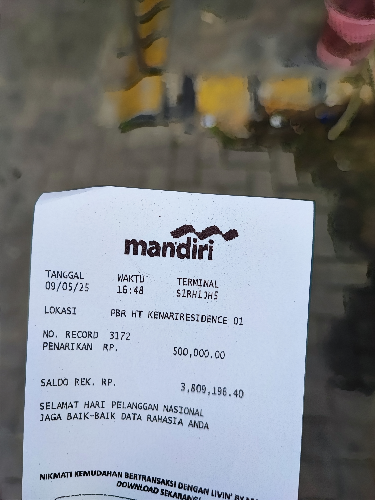 mandiri
TANGGAL WAKTU TERMINAL
09/05/25 16:48 S1RH1JH5
LOKASI PBR HT KENARIRESIDENCE 01
NO. RECORD 3172
PENARIKAN RP. 500,000.00
SALDO REK. RP. 3,809,196.40
SELAMAT HARI PELANGGAN NASIONAL
JAGA BAIK-BAIK DATA RAHASIA ANDA
NIKMATI KEMUDAHAN BERTRANSAKSI DENGAN LIVIN' BY
DOWNLOAD SEKARANG!